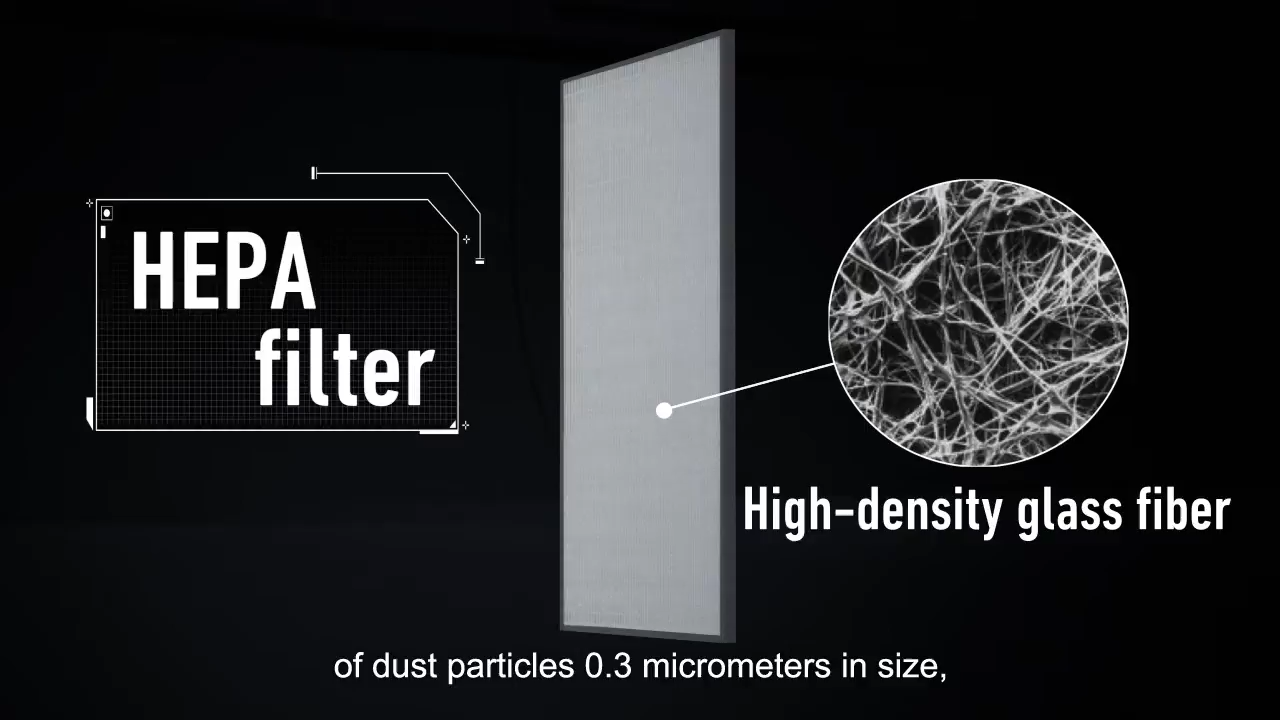 HEPA
filter
High-density glass fiber
of dust particles 0.3 micrometers in size,